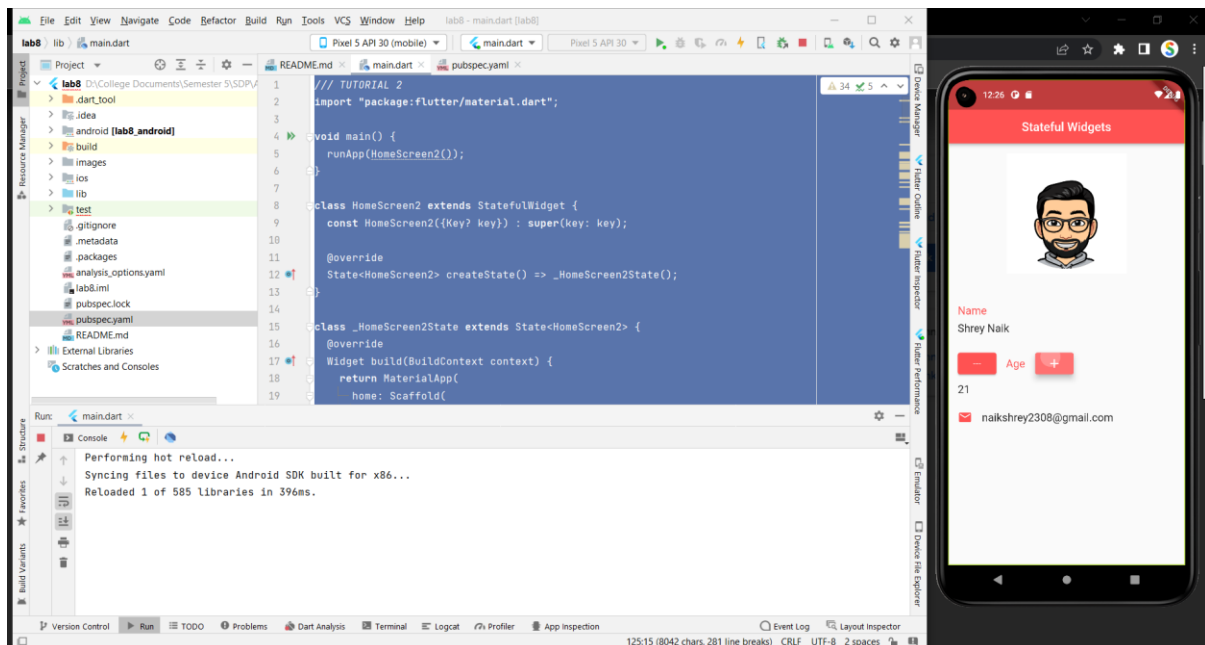 File Edit View Navigate Code Refactor Build Run Tools VCS Window Help lab8 - main.dart [lab8]
lab8 lib main.dart
Pixel 5 API 30 (mobile) main.dart Pixel 5 API 30
Project
README.md main.dart pubspec.yaml
lab8 D:\College Documents\Semester 5\SDP\
.dart_tool
.idea
android [lab8_android]
build
images
ios
lib
test
.gitignore
.metadata
.packages
analysis_options.yaml
lab8.iml
pubspec.lock
pubspec.yaml
README.md
External Libraries
Scratches and Consoles
34 5
1 /// TUTORIAL 2
2 import "package:flutter/material.dart";
3
4 void main() {
5 runApp(HomeScreen2());
6 }
7
8 class HomeScreen2 extends StatefulWidget {
9 const HomeScreen2({Key? key}) : super(key: key);
10
11 @override
12 State<HomeScreen2> createState() => _HomeScreen2State();
13 }
14
15 class _HomeScreen2State extends State<HomeScreen2> {
16 @override
17 Widget build(BuildContext context) {
18 return MaterialApp(
19 home: Scaffold(
Project
Resource Manager
Structure
Favorites
Build Variants
Device Manager
Flutter Outline
Flutter Inspector
Flutter Performance
Emulator
Device File Explorer
Run: main.dart
Console
Performing hot reload...
Syncing files to device Android SDK built for x86...
Reloaded 1 of 585 libraries in 396ms.
Version Control Run TODO Problems Dart Analysis Terminal Logcat Profiler App Inspection Event Log Layout Inspector
125:15 (8042 chars, 281 line breaks) CRLF UTF-8 2 spaces
S
12:26
Stateful Widgets
Name
Shrey Naik
− Age +
21
naikshrey2308@gmail.com